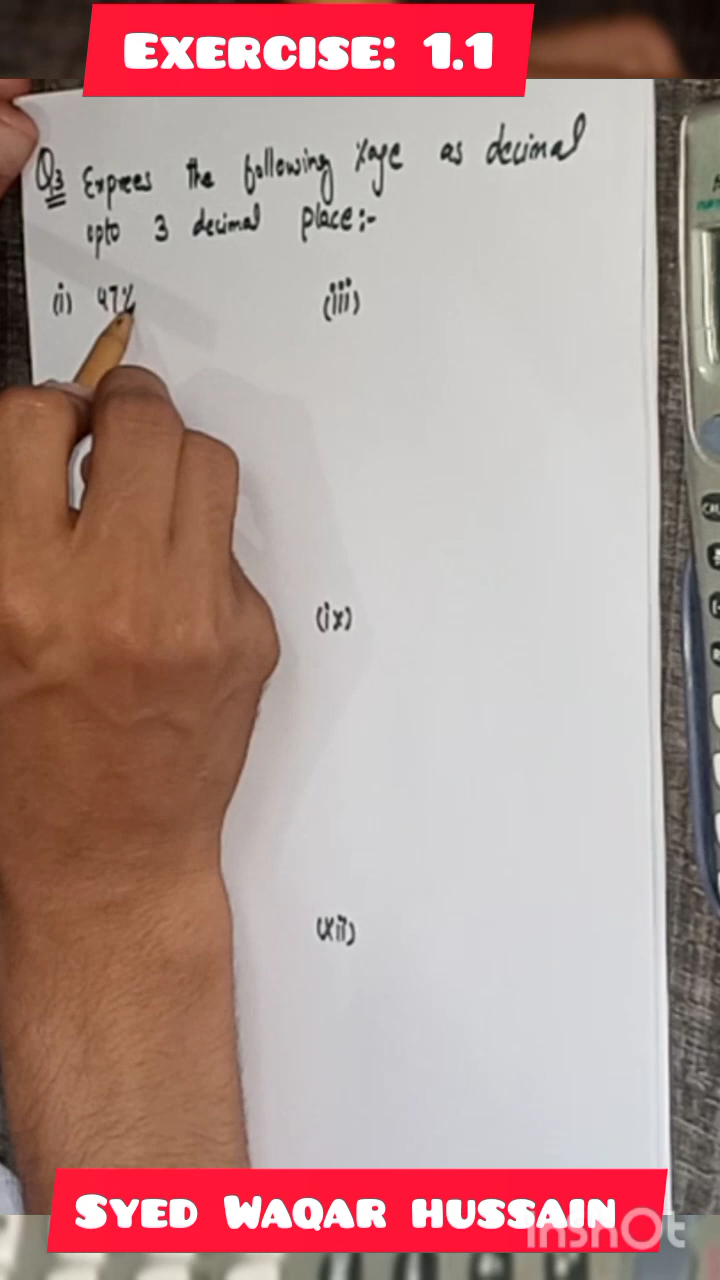 EXERCISE: 1.1
Q3 Exprees the following %age as decimal
upto 3 decimal place:-
(i) 47% (iii)
(ix)
(xii)
SYED WAQAR HUSSAIN
InShOt